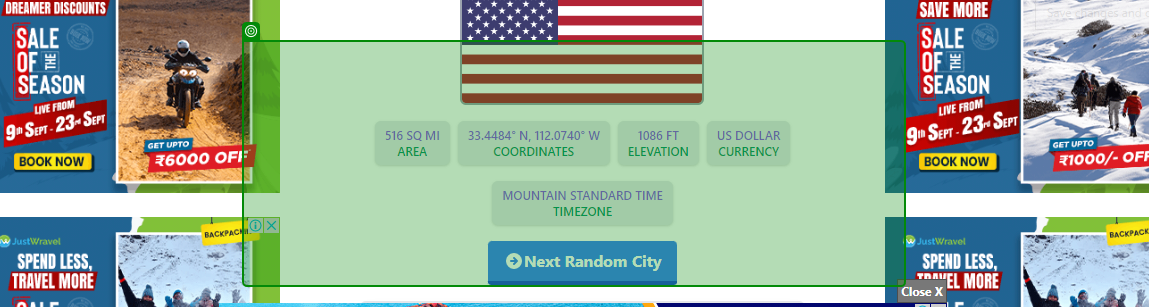 DREAMER DISCOUNTS
SALE
OF THE
SEASON
LIVE FROM
9th SEPT - 23rd SEPT
BOOK NOW
GET UPTO
₹6000 OFF
516 SQ MI
AREA
33.4484° N, 112.0740° W
COORDINATES
1086 FT
ELEVATION
US DOLLAR
CURRENCY
MOUNTAIN STANDARD TIME
TIMEZONE
Next Random City
SAVE MORE
SALE
OF THE
SEASON
LIVE FROM
9th SEPT - 23rd SEPT
BOOK NOW
GET UPTO
₹1000/- OFF
JustWravel
SPEND LESS,
TRAVEL MORE
JustWravel
SPEND LESS,
TRAVEL MORE
Close X